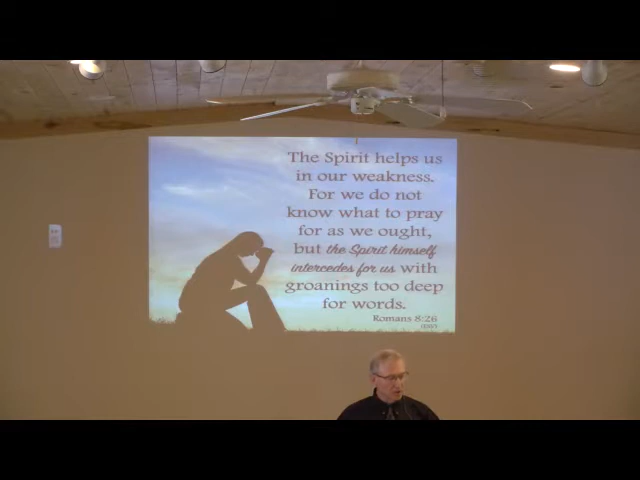 The Spirit helps us
in our weakness.
For we do not
know what to pray
for as we ought,
but the Spirit himself
intercedes for us with
groanings too deep
for words.
Romans 8:26